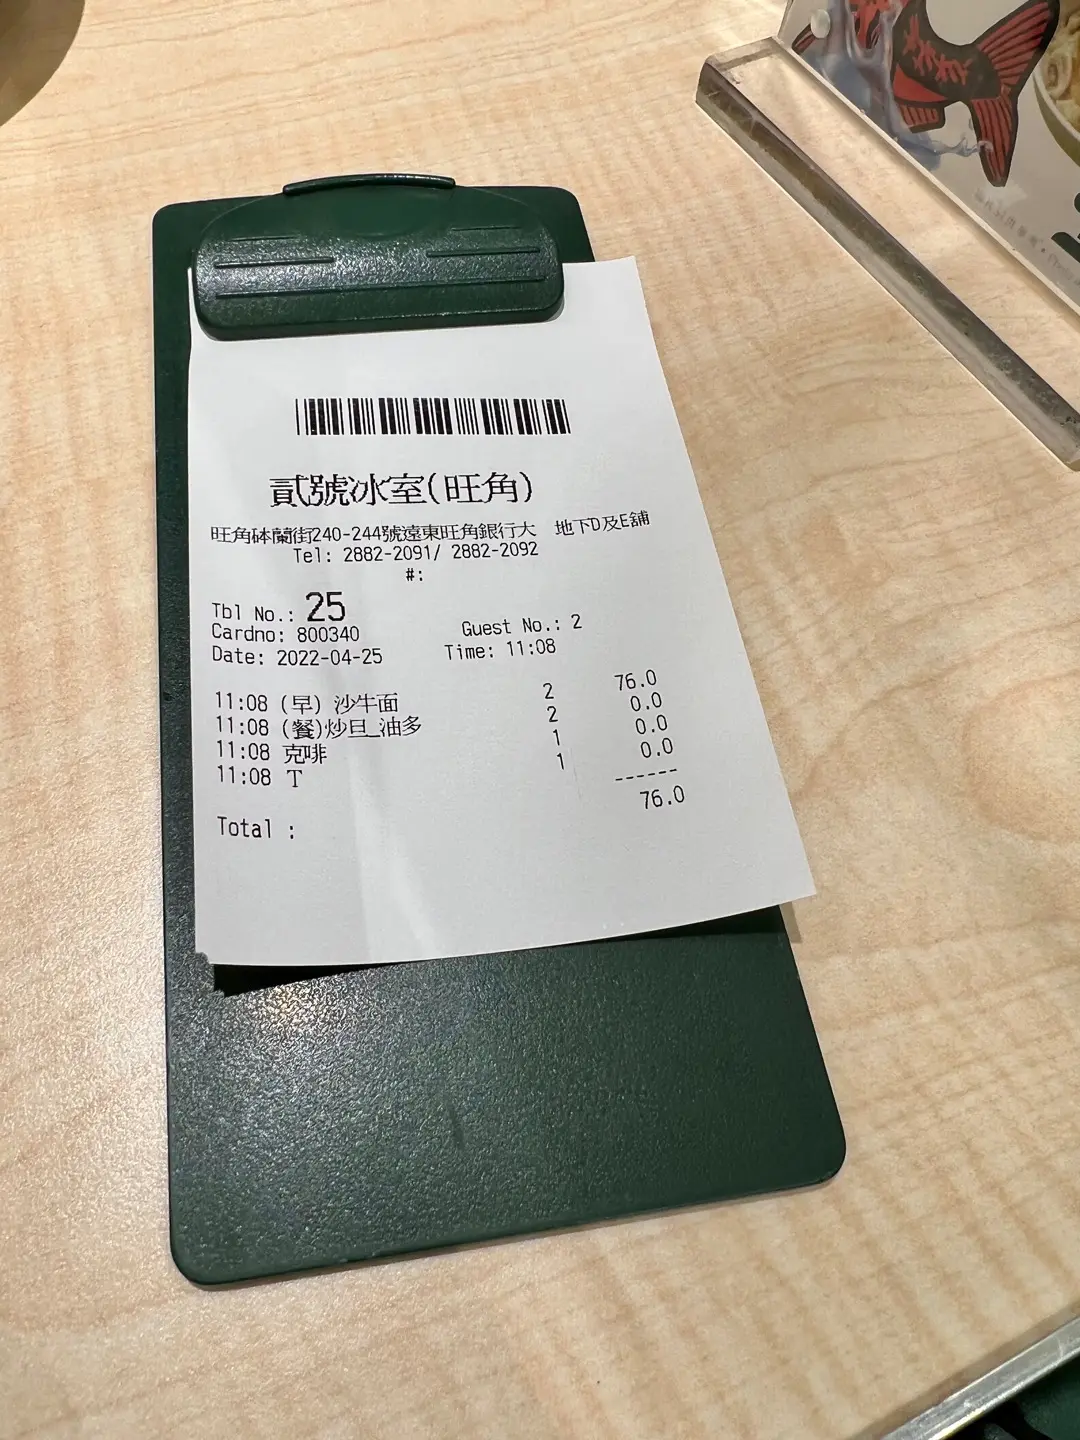 貳號冰室(旺角)
旺角砵蘭街240-244號遠東旺角銀行大 地下D及E舖
Tel: 2882-2091/ 2882-2092
#:
Tbl No.: 25
Cardno: 800340 Guest No.: 2
Date: 2022-04-25 Time: 11:08
11:08 (早) 沙牛面 2 76.0
11:08 (餐)炒旦_油多 2 0.0
11:08 克啡 1 0.0
11:08 T 1 0.0
------
Total : 76.0